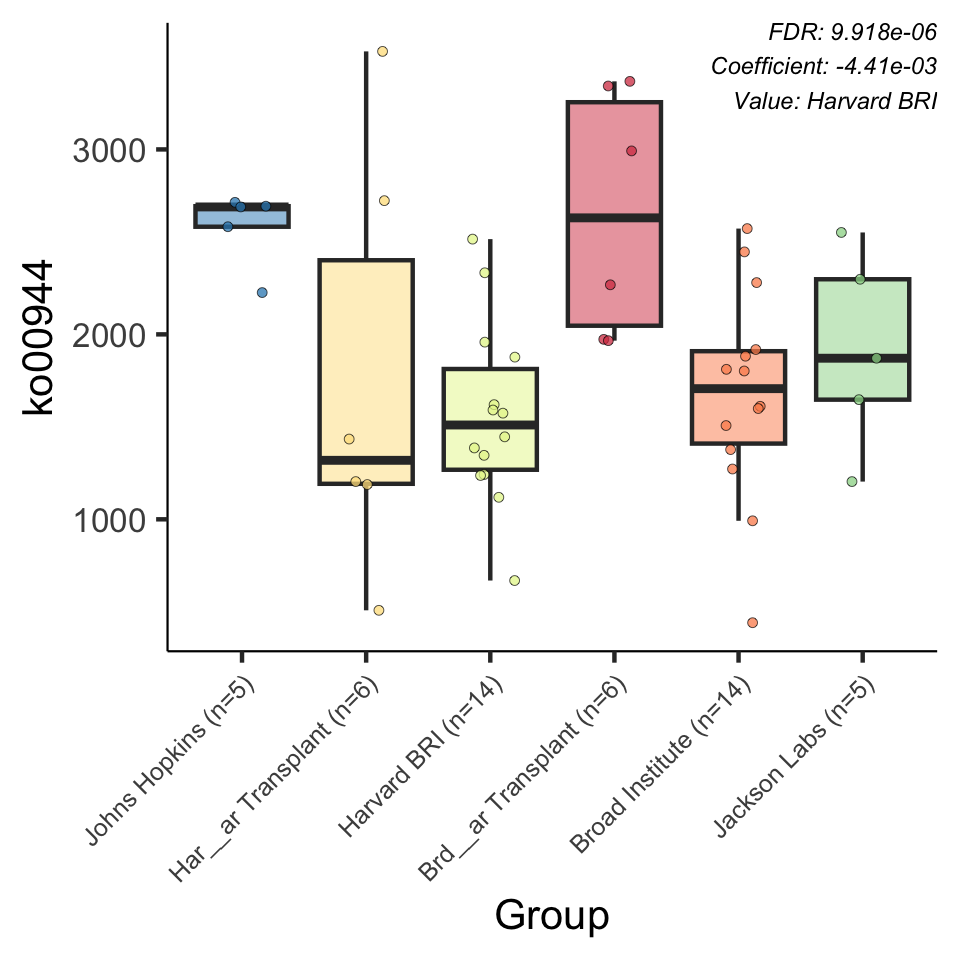 FDR: 9.918e-06
Coefficient: -4.41e-03
Value: Harvard BRI
ko00944
3000
2000
1000
Johns Hopkins (n=5)
Har__ar Transplant (n=6)
Harvard BRI (n=14)
Brd__ar Transplant (n=6)
Broad Institute (n=14)
Jackson Labs (n=5)
Group